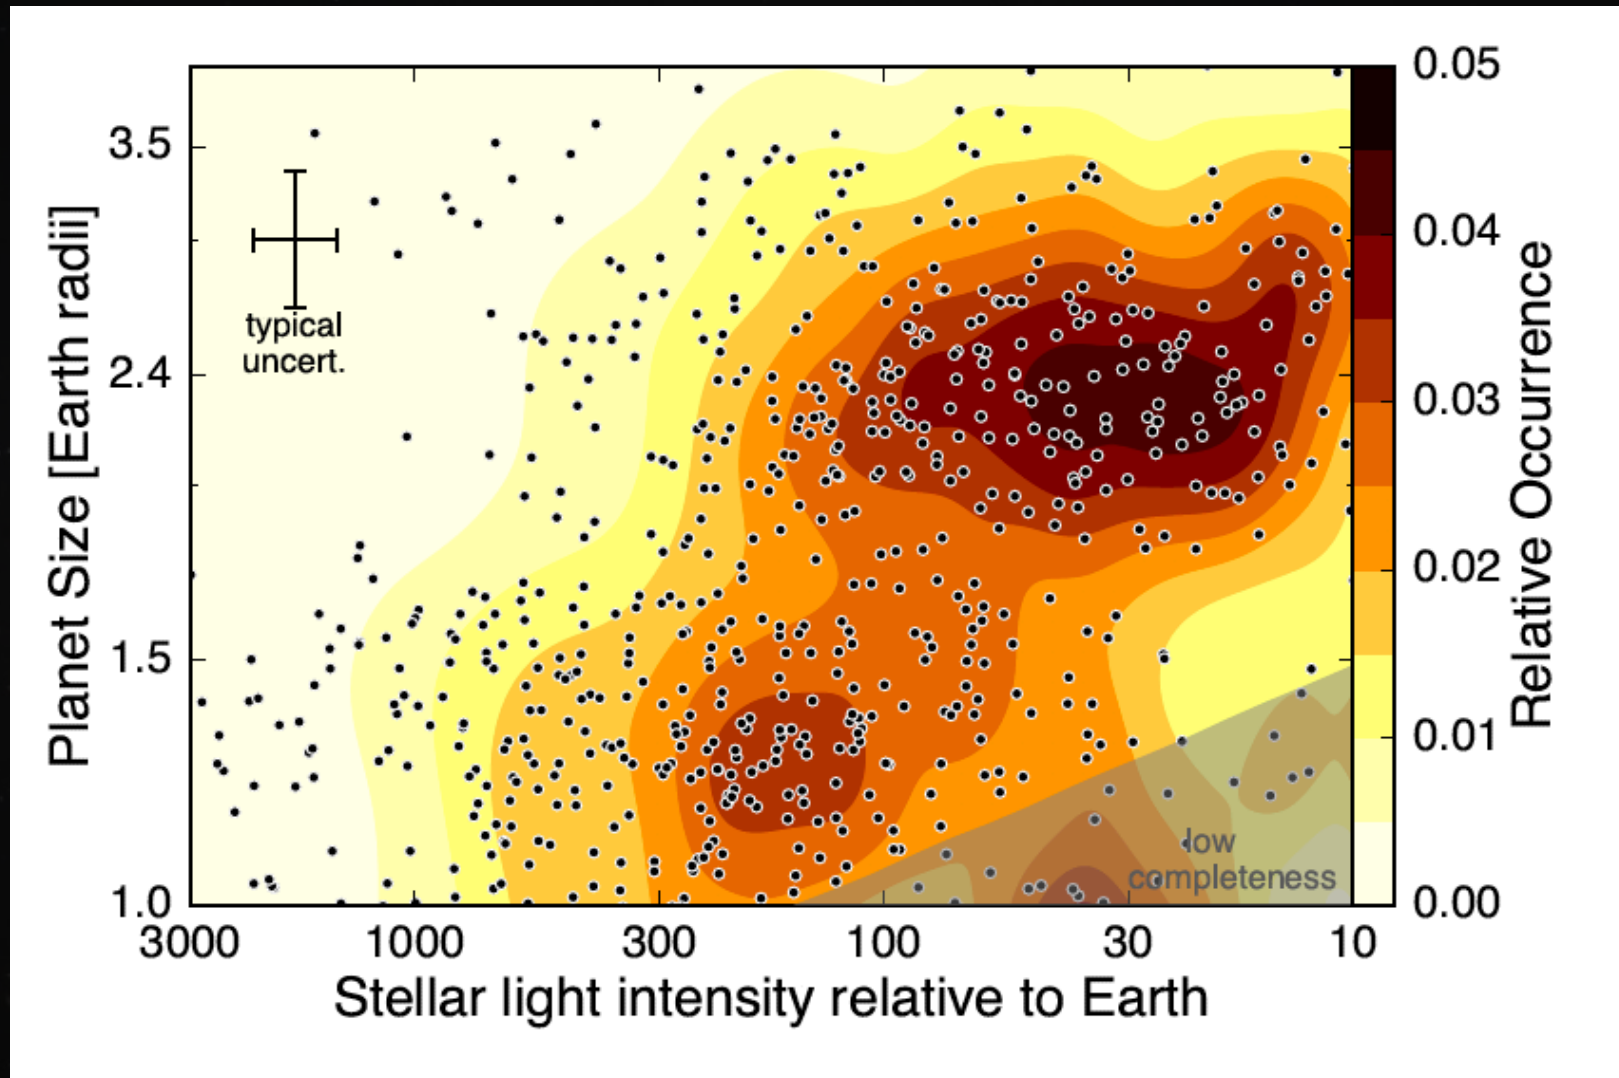 3.5
2.4
1.5
1.0
Planet Size [Earth radii]
typical
uncert.
low
completeness
3000 1000 300 100 30 10
Stellar light intensity relative to Earth
0.05
0.04
0.03
0.02
0.01
0.00
Relative Occurrence